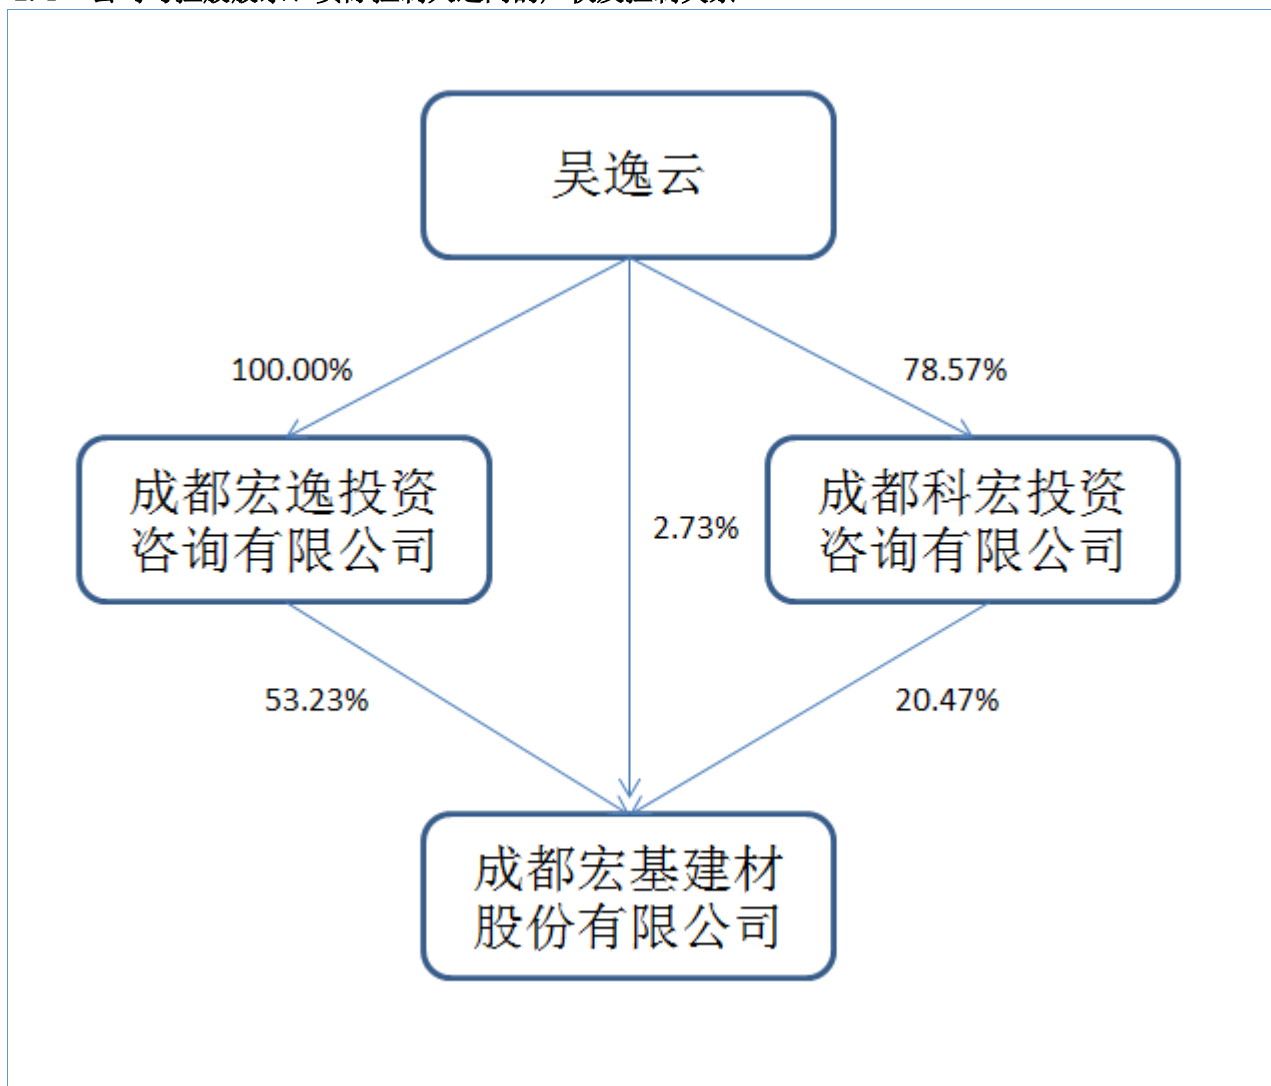 吴逸云
100.00%
78.57%
成都宏逸投资
咨询有限公司
2.73%
成都科宏投资
咨询有限公司
53.23%
20.47%
成都宏基建材
股份有限公司